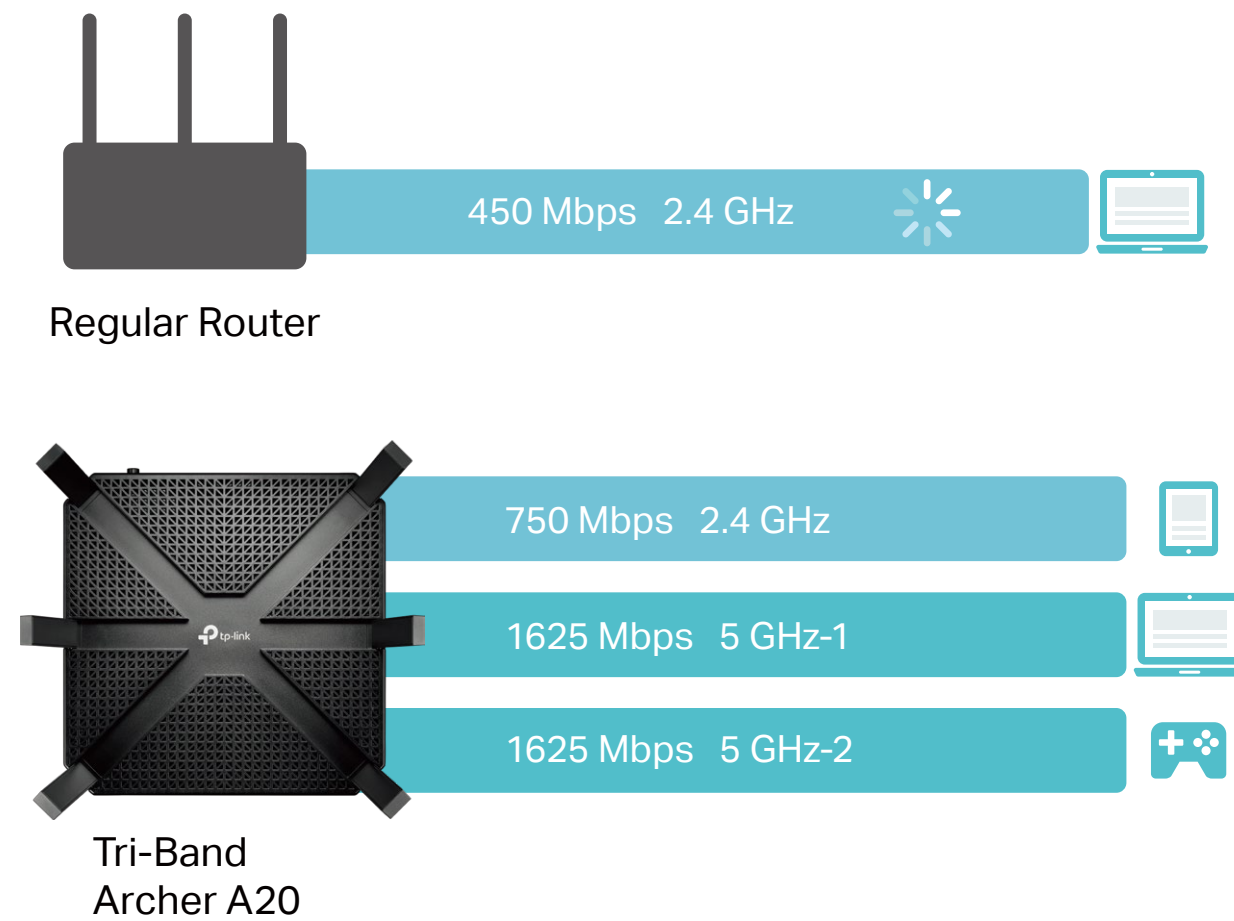 450 Mbps 2.4 GHz
Regular Router
750 Mbps 2.4 GHz
tp-link
1625 Mbps 5 GHz-1
1625 Mbps 5 GHz-2
Tri-Band
Archer A20